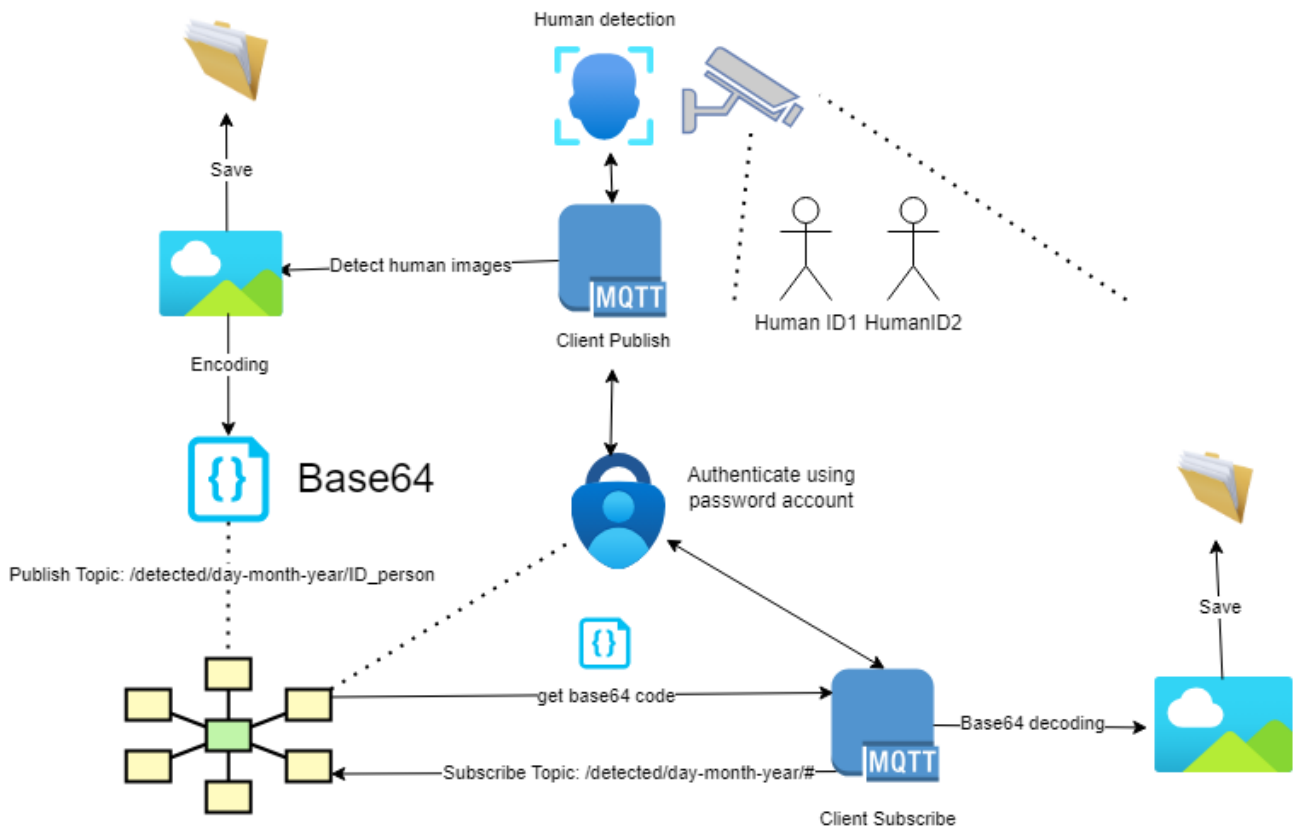 Human detection
Save
Detect human images
MQTT
Client Publish
Human ID1
HumanID2
Encoding
{}
Base64
Authenticate using
password account
Publish Topic: /detected/day-month-year/ID_person
{}
Save
get base64 code
Base64 decoding
MQTT
Subscribe Topic: /detected/day-month-year/#
Client Subscribe